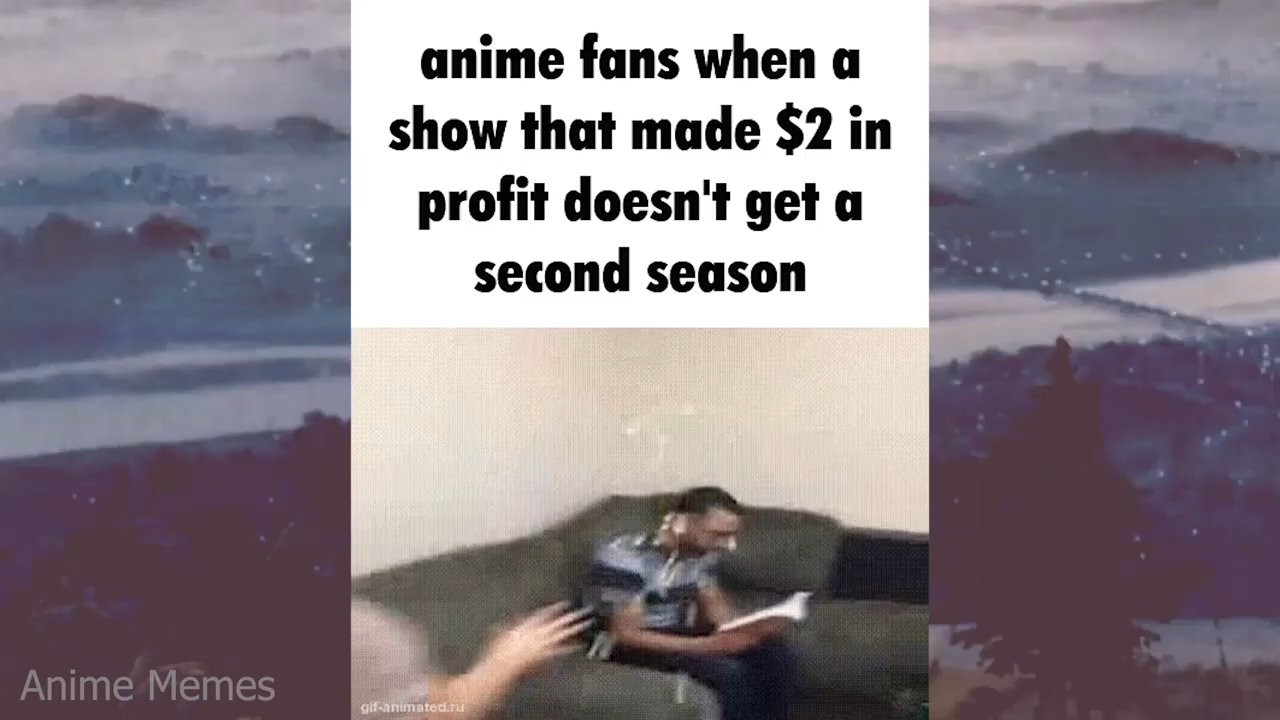 anime fans when a
show that made $2 in
profit doesn't get a
second season
Anime Memes
gif-animated.ru